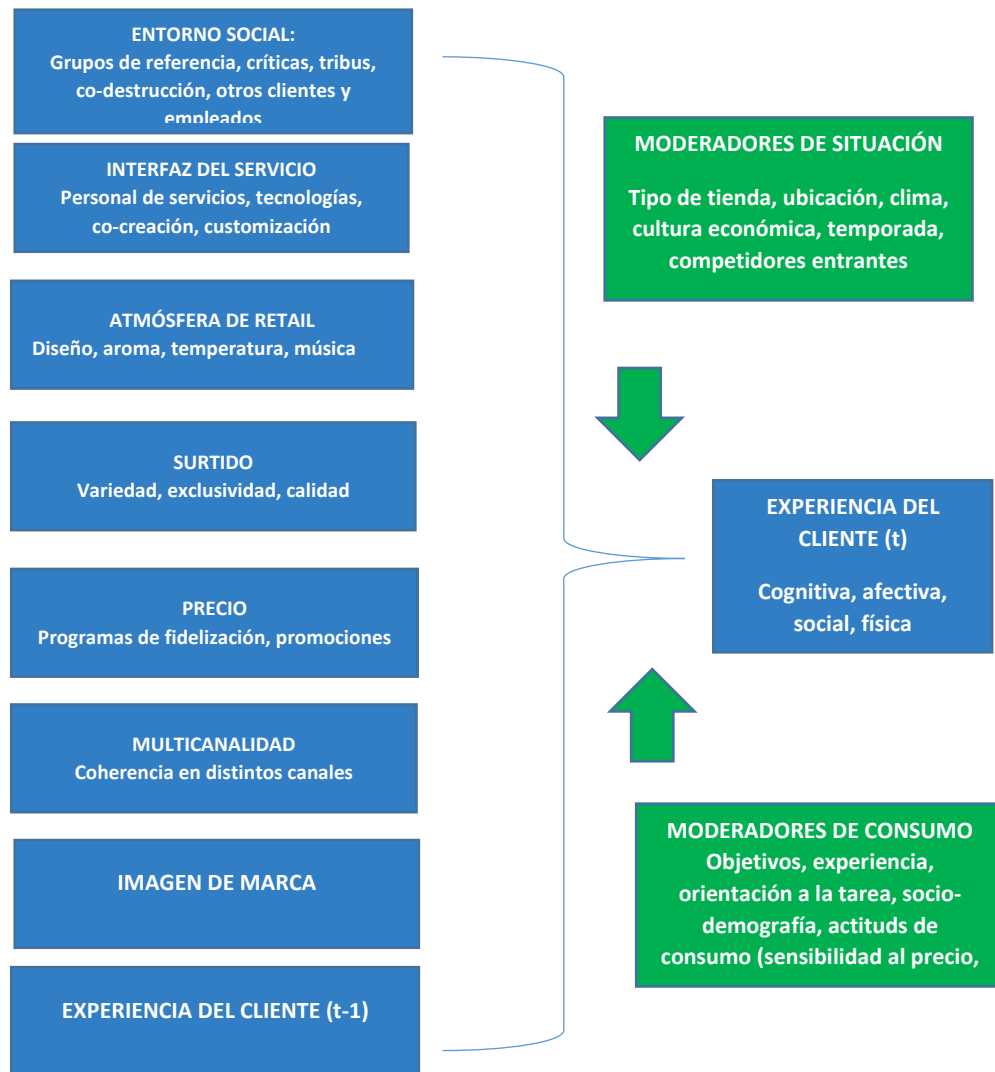 ENTORNO SOCIAL:
Grupos de referencia, críticas, tribus,
co-destrucción, otros clientes y
empleados
INTERFAZ DEL SERVICIO
Personal de servicios, tecnologías,
co-creación, customización
ATMÓSFERA DE RETAIL
Diseño, aroma, temperatura, música
SURTIDO
Variedad, exclusividad, calidad
PRECIO
Programas de fidelización, promociones
MULTICANALIDAD
Coherencia en distintos canales
IMAGEN DE MARCA
EXPERIENCIA DEL CLIENTE (t-1)
MODERADORES DE SITUACIÓN
Tipo de tienda, ubicación, clima,
cultura económica, temporada,
competidores entrantes
EXPERIENCIA DEL
CLIENTE (t)
Cognitiva, afectiva,
social, física
MODERADORES DE CONSUMO
Objetivos, experiencia,
orientación a la tarea, socio-
demografía, actituds de
consumo (sensibilidad al precio,